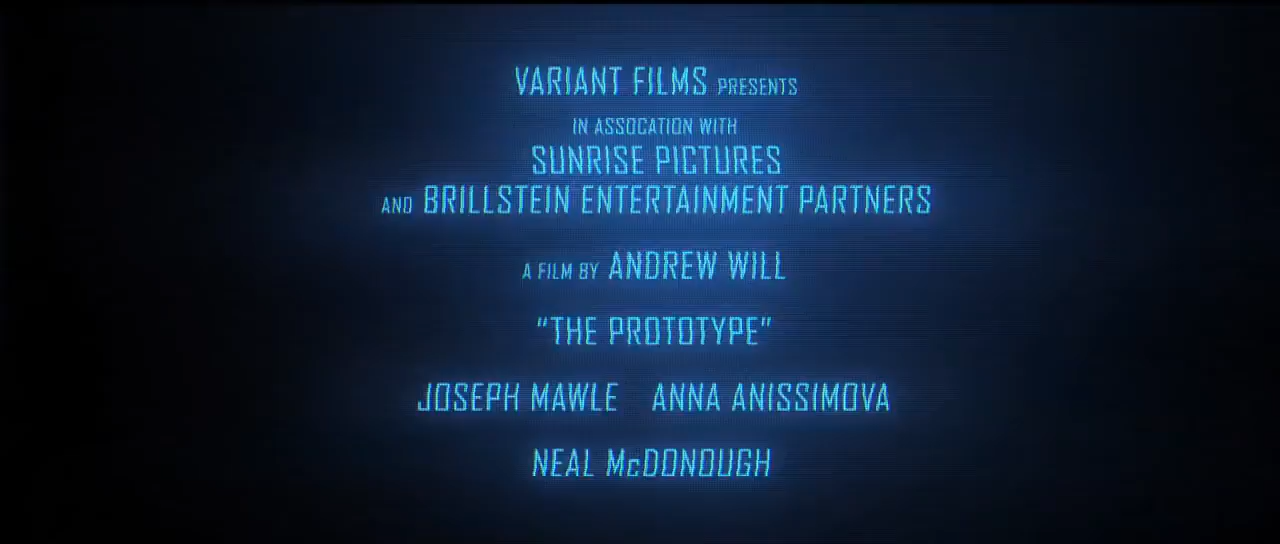 VARIANT FILMS PRESENTS
IN ASSOCATION WITH
SUNRISE PICTURES
AND BRILLSTEIN ENTERTAINMENT PARTNERS
A FILM BY ANDREW WILL
“THE PROTOTYPE”
JOSEPH MAWLE ANNA ANISSIMOVA
NEAL McDONOUGH